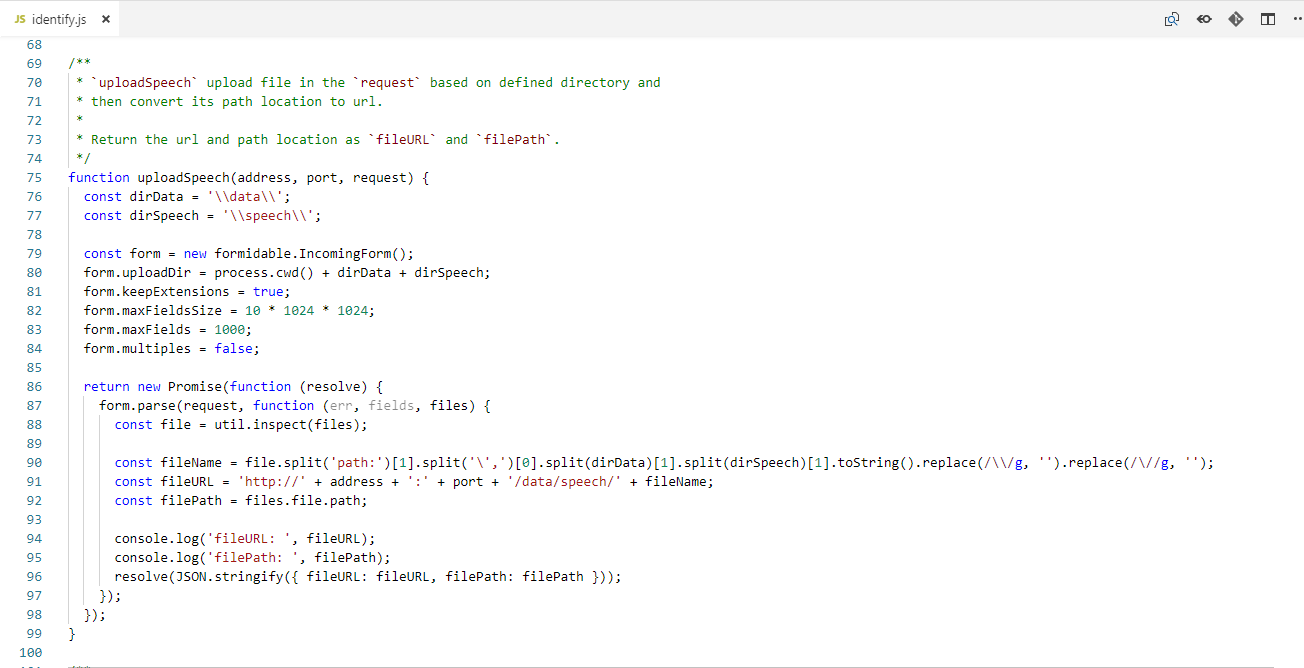 JS identify.js ×
68
69 /**
70 * `uploadSpeech` upload file in the `request` based on defined directory and
71 * then convert its path location to url.
72 *
73 * Return the url and path location as `fileURL` and `filePath`.
74 */
75 function uploadSpeech(address, port, request) {
76 const dirData = '\\data\\';
77 const dirSpeech = '\\speech\\';
78
79 const form = new formidable.IncomingForm();
80 form.uploadDir = process.cwd() + dirData + dirSpeech;
81 form.keepExtensions = true;
82 form.maxFieldsSize = 10 * 1024 * 1024;
83 form.maxFields = 1000;
84 form.multiples = false;
85
86 return new Promise(function (resolve) {
87 form.parse(request, function (err, fields, files) {
88 const file = util.inspect(files);
89
90 const fileName = file.split('path:')[1].split('\',')[0].split(dirData)[1].split(dirSpeech)[1].toString().replace(/\\/g, '').replace(/\//g, '');
91 const fileURL = 'http://' + address + ':' + port + '/data/speech/' + fileName;
92 const filePath = files.file.path;
93
94 console.log('fileURL: ', fileURL);
95 console.log('filePath: ', filePath);
96 resolve(JSON.stringify({ fileURL: fileURL, filePath: filePath }));
97 });
98 });
99 }
100